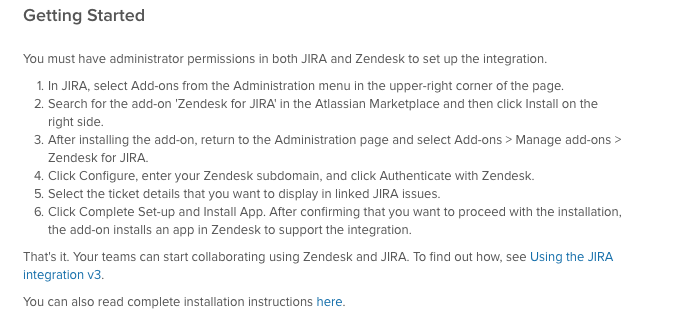 Getting Started
You must have administrator permissions in both JIRA and Zendesk to set up the integration.
1. In JIRA, select Add-ons from the Administration menu in the upper-right corner of the page.
2. Search for the add-on 'Zendesk for JIRA' in the Atlassian Marketplace and then click Install on the
right side.
3. After installing the add-on, return to the Administration page and select Add-ons > Manage add-ons >
Zendesk for JIRA.
4. Click Configure, enter your Zendesk subdomain, and click Authenticate with Zendesk.
5. Select the ticket details that you want to display in linked JIRA issues.
6. Click Complete Set-up and Install App. After confirming that you want to proceed with the installation,
the add-on installs an app in Zendesk to support the integration.
That's it. Your teams can start collaborating using Zendesk and JIRA. To find out how, see Using the JIRA
integration v3.
You can also read complete installation instructions here.